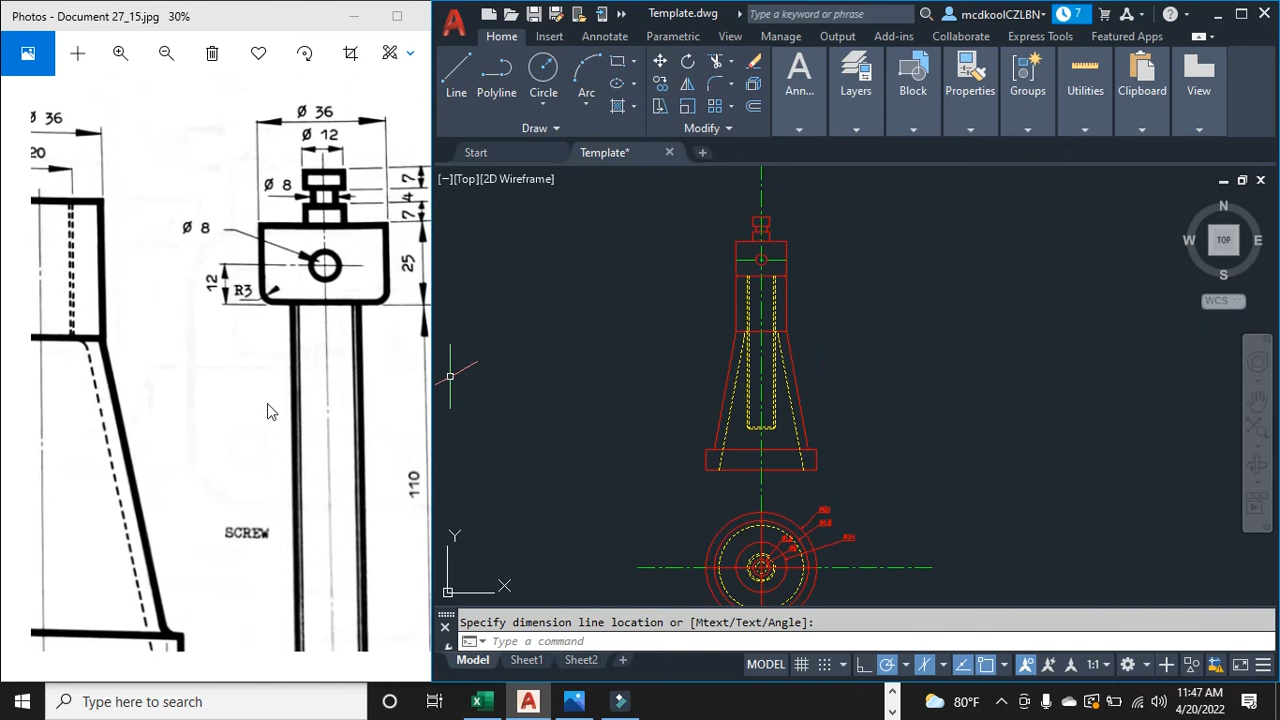 Photos - Document 27_15.jpg   30%
Ø 36
20
Ø 36
Ø 12
Ø 8
7
4
7
Ø 8
25
12
R3
110
SCREW
Template.dwg
Type a keyword or phrase
mcdkoolCZLBN
7
Home
Insert
Annotate
Parametric
View
Manage
Output
Add-ins
Collaborate
Express Tools
Featured Apps
Line
Polyline
Circle
Arc
Draw
Modify
Ann...
Layers
Block
Properties
Groups
Utilities
Clipboard
View
Start
Template*
[−][Top][2D Wireframe]
N
W
TOP
E
S
WCS
Y
X
Specify dimension line location or [Mtext/Text/Angle]:
Type a command
Model
Sheet1
Sheet2
MODEL
1:1
Type here to search
80°F
11:47 AM
4/20/2022